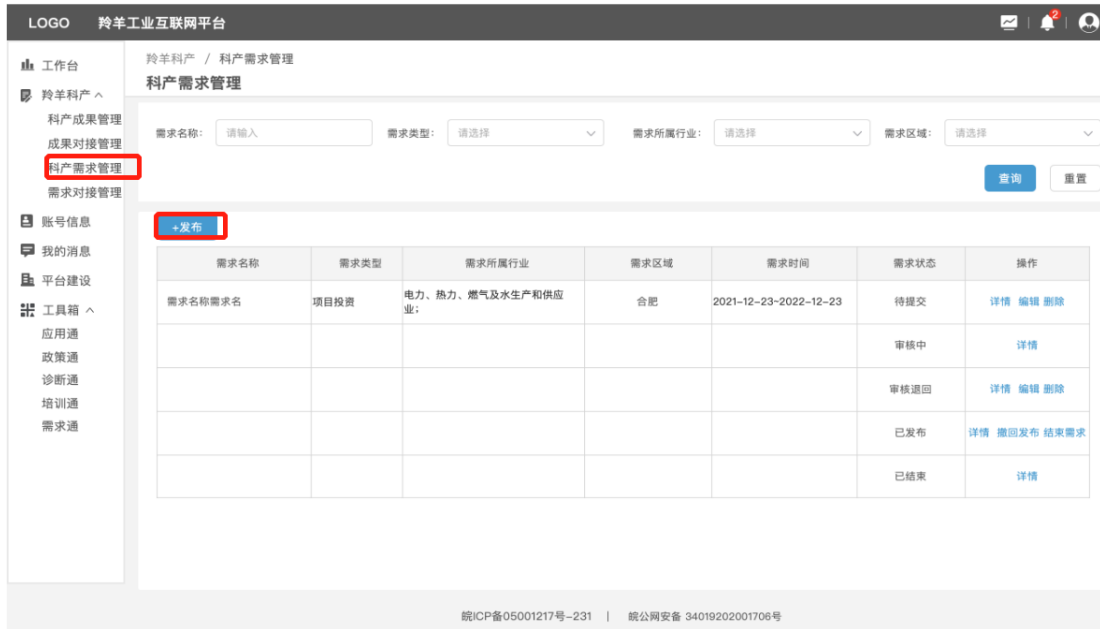 LOGO 羚羊工业互联网平台 2
工作台
羚羊科产
科产成果管理
成果对接管理
科产需求管理
需求对接管理
账号信息
我的消息
平台建设
工具箱
应用通
政策通
诊断通
培训通
需求通
羚羊科产 / 科产需求管理
科产需求管理
需求名称: 请输入 需求类型: 请选择 需求所属行业: 请选择 需求区域: 请选择
查询 重置
+发布
需求名称 需求类型 需求所属行业 需求区域 需求时间 需求状态 操作
需求名称需求名 项目投资 电力、热力、燃气及水生产和供应 合肥 2021-12-23~2022-12-23 待提交 详情 编辑 删除
业;
审核中 详情
审核退回 详情 编辑 删除
已发布 详情 撤回发布 结束需求
已结束 详情
皖ICP备05001217号-231 | 皖公网安备 34019202001706号